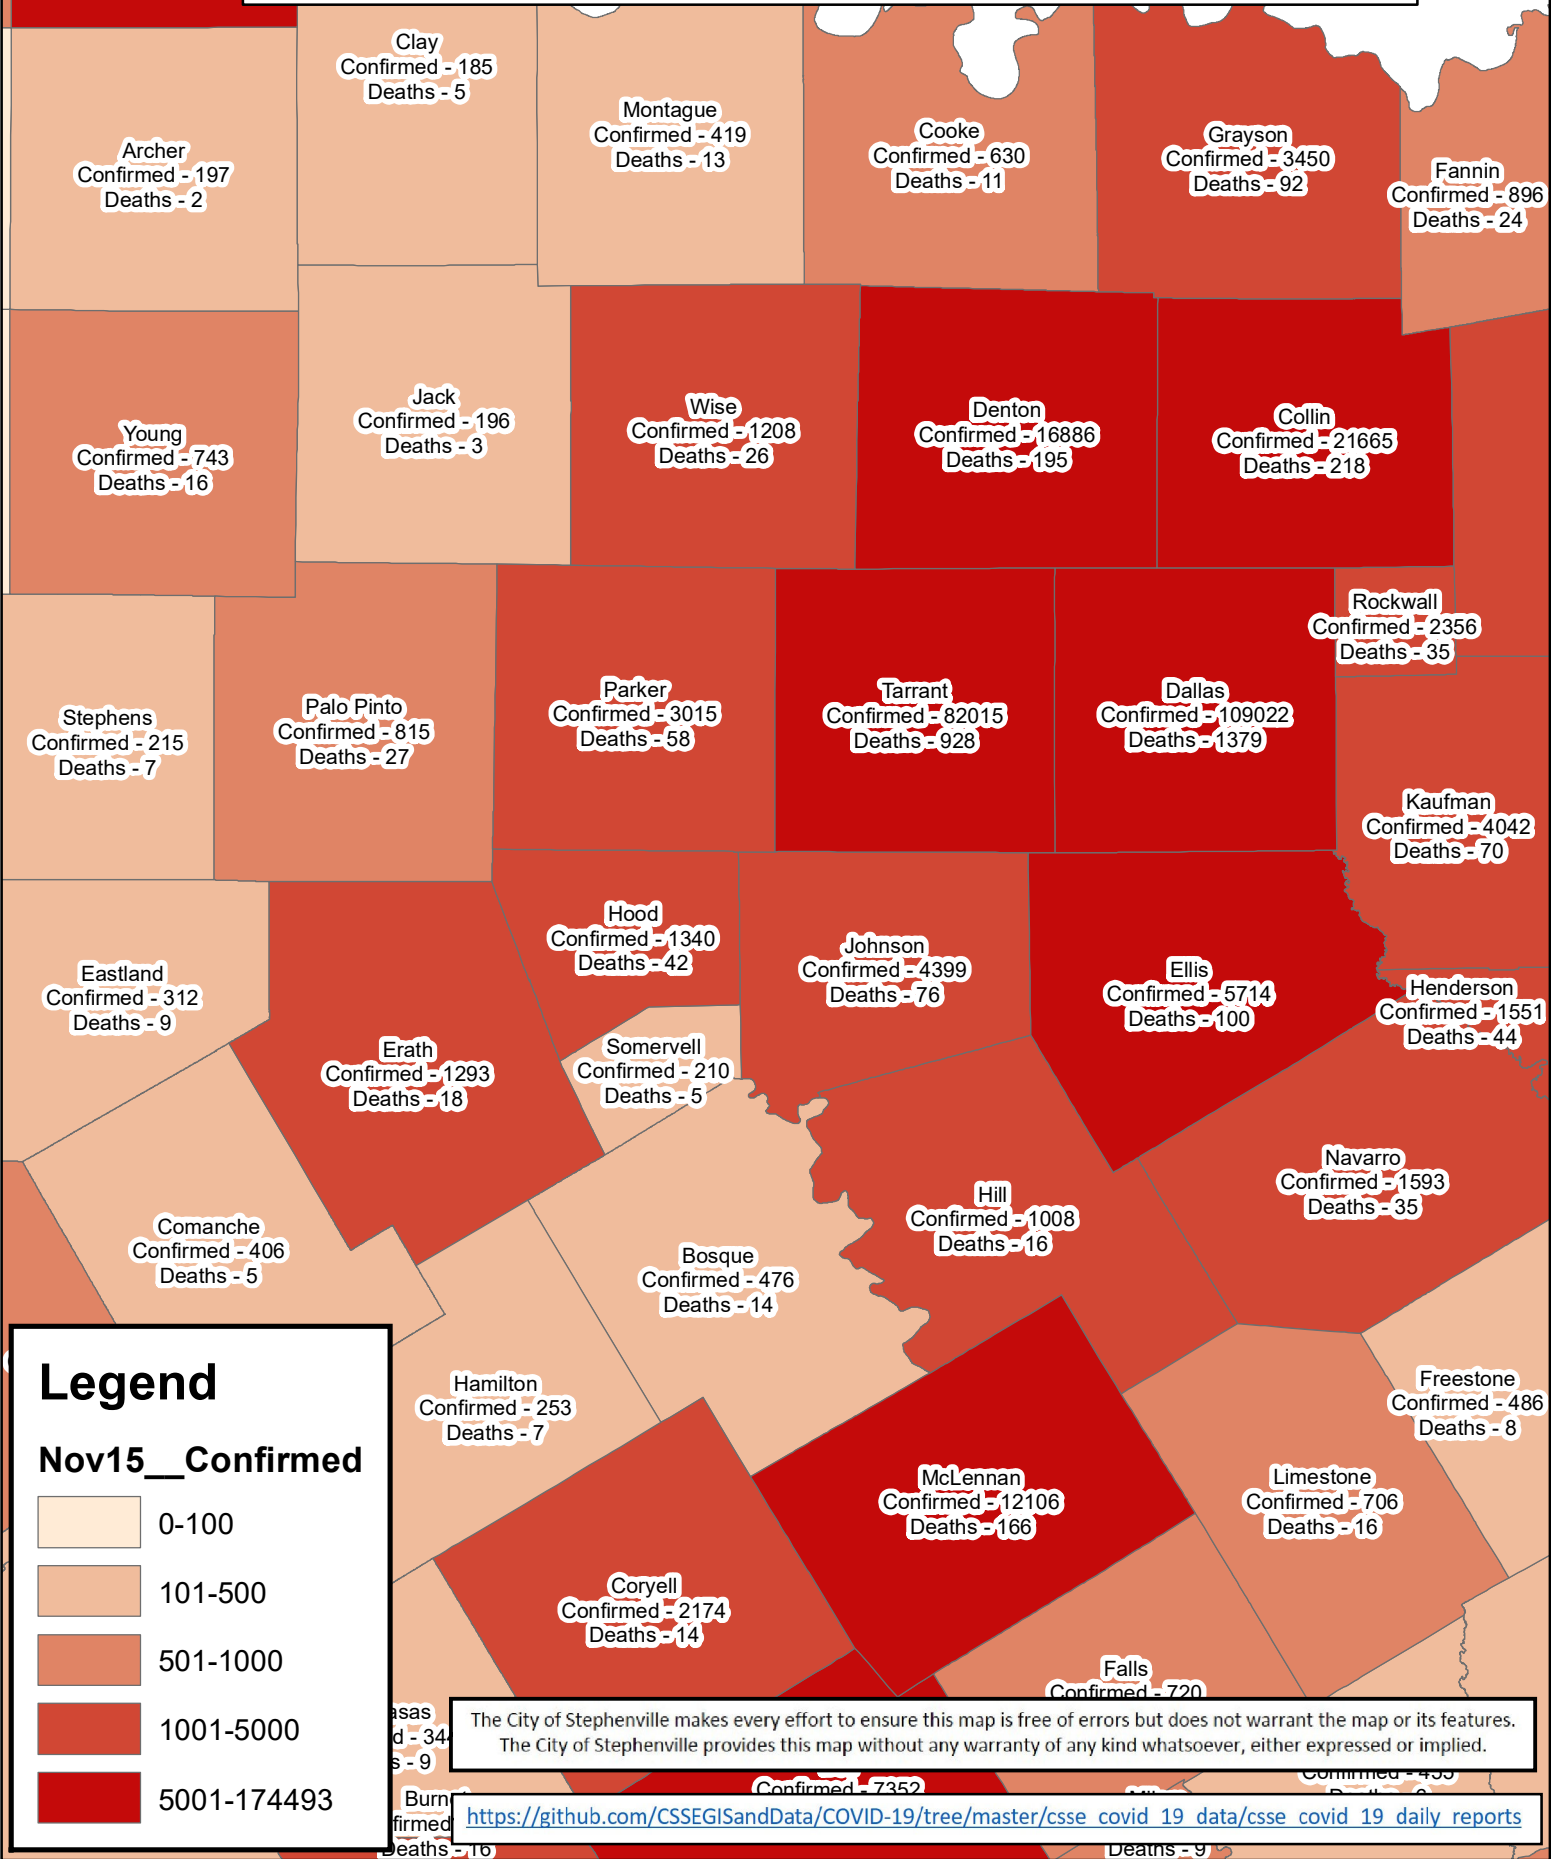 Clay
Confirmed - 185
Deaths - 5
Montague
Confirmed - 419
Deaths - 13
Cooke
Confirmed - 630
Deaths - 11
Grayson
Confirmed - 3450
Deaths - 92
Archer
Confirmed - 197
Deaths - 2
Fannin
Confirmed - 896
Deaths - 24
Young
Confirmed - 743
Deaths - 16
Jack
Confirmed - 196
Deaths - 3
Wise
Confirmed - 1208
Deaths - 26
Denton
Confirmed - 16886
Deaths - 195
Collin
Confirmed - 21665
Deaths - 218
Rockwall
Confirmed - 2356
Deaths - 35
Stephens
Confirmed - 215
Deaths - 7
Palo Pinto
Confirmed - 815
Deaths - 27
Parker
Confirmed - 3015
Deaths - 58
Tarrant
Confirmed - 82015
Deaths - 928
Dallas
Confirmed - 109022
Deaths - 1379
Kaufman
Confirmed - 4042
Deaths - 70
Eastland
Confirmed - 312
Deaths - 9
Hood
Confirmed - 1340
Deaths - 42
Johnson
Confirmed - 4399
Deaths - 76
Ellis
Confirmed - 5714
Deaths - 100
Henderson
Confirmed - 1551
Deaths - 44
Erath
Confirmed - 1293
Deaths - 18
Somervell
Confirmed - 210
Deaths - 5
Comanche
Confirmed - 406
Deaths - 5
Bosque
Confirmed - 476
Deaths - 14
Hill
Confirmed - 1008
Deaths - 16
Navarro
Confirmed - 1593
Deaths - 35
Hamilton
Confirmed - 253
Deaths - 7
Freestone
Confirmed - 486
Deaths - 8
McLennan
Confirmed - 12106
Deaths - 166
Limestone
Confirmed - 706
Deaths - 16
Coryell
Confirmed - 2174
Deaths - 14
Falls
Confirmed - 720
asas
d - 34
s - 9
Burn
firmed
Deaths - 16
Confirmed - 7352
Deaths - 9
Legend
Nov15__Confirmed
0-100
101-500
501-1000
1001-5000
5001-174493
The City of Stephenville makes every effort to ensure this map is free of errors but does not warrant the map or its features.
The City of Stephenville provides this map without any warranty of any kind whatsoever, either expressed or implied.
https://github.com/CSSEGISandData/COVID-19/tree/master/csse_covid_19_data/csse_covid_19_daily_reports